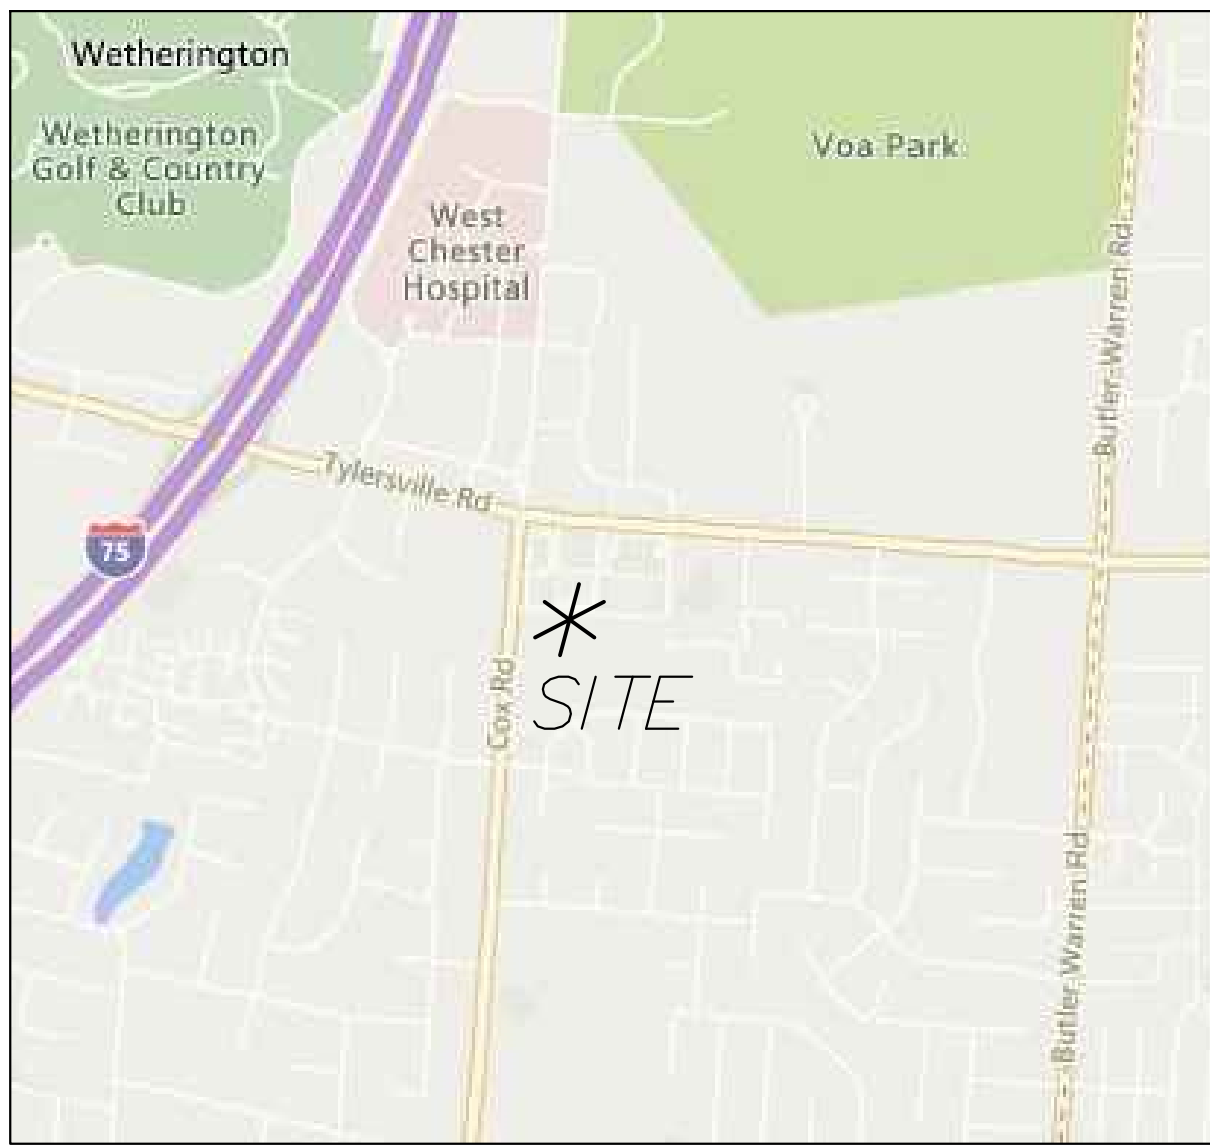 Wetherington
Wetherington
Golf & Country
Club
Voa Park
West
Chester
Hospital
Butler-Warren Rd
Tylersville Rd
75
Cox Rd
SITE
Butler-Warren Rd